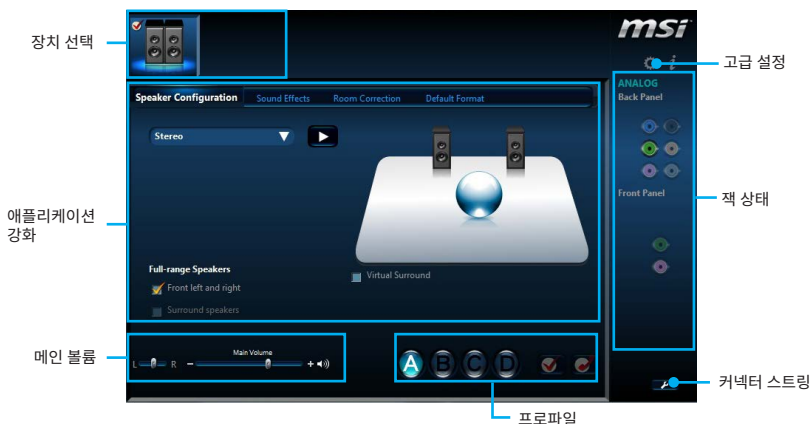 장치 선택
msi
고급 설정
i
ANALOG
Back Panel
Speaker Configuration
Sound Effects
Room Correction
Default Format
Stereo
Front Panel
잭 상태
애플리케이션
강화
Full-range Speakers
Front left and right
Surround speakers
Virtual Surround
메인 볼륨
Main Volume
L
R
-
+
A
B
C
D
커넥터 스트링
프로파일